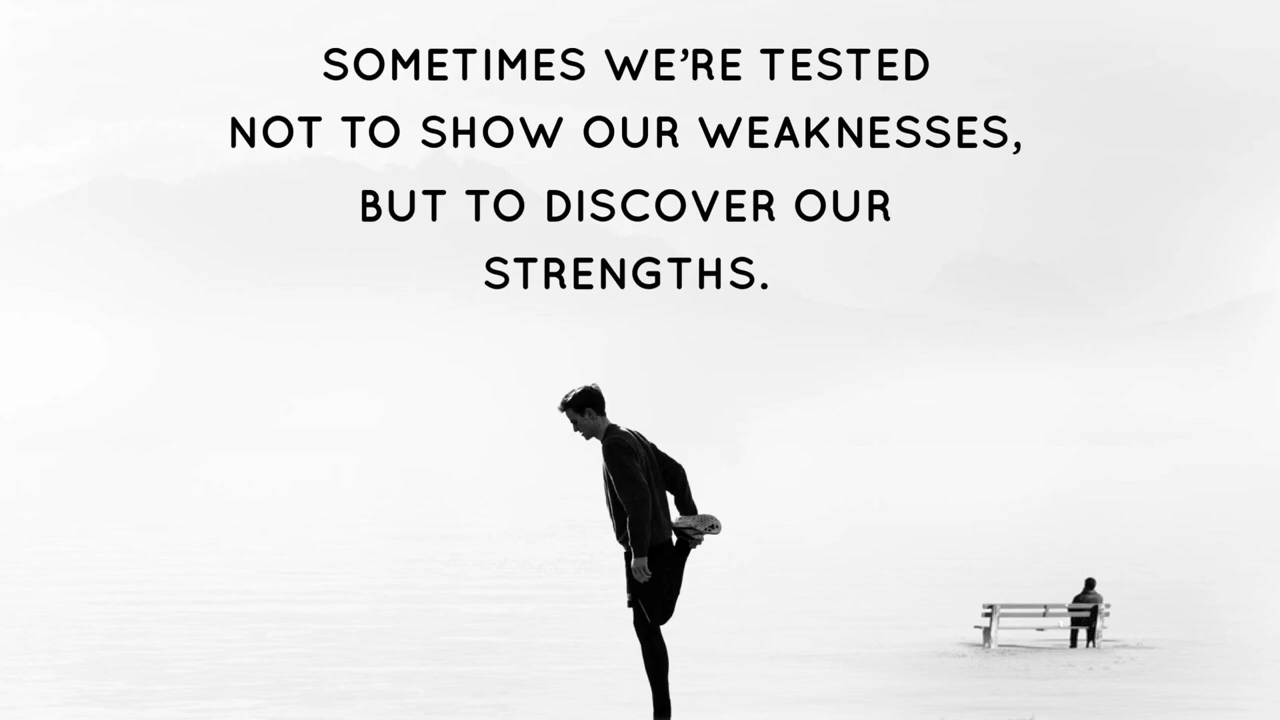 SOMETIMES WE’RE TESTED
NOT TO SHOW OUR WEAKNESSES,
BUT TO DISCOVER OUR
STRENGTHS.